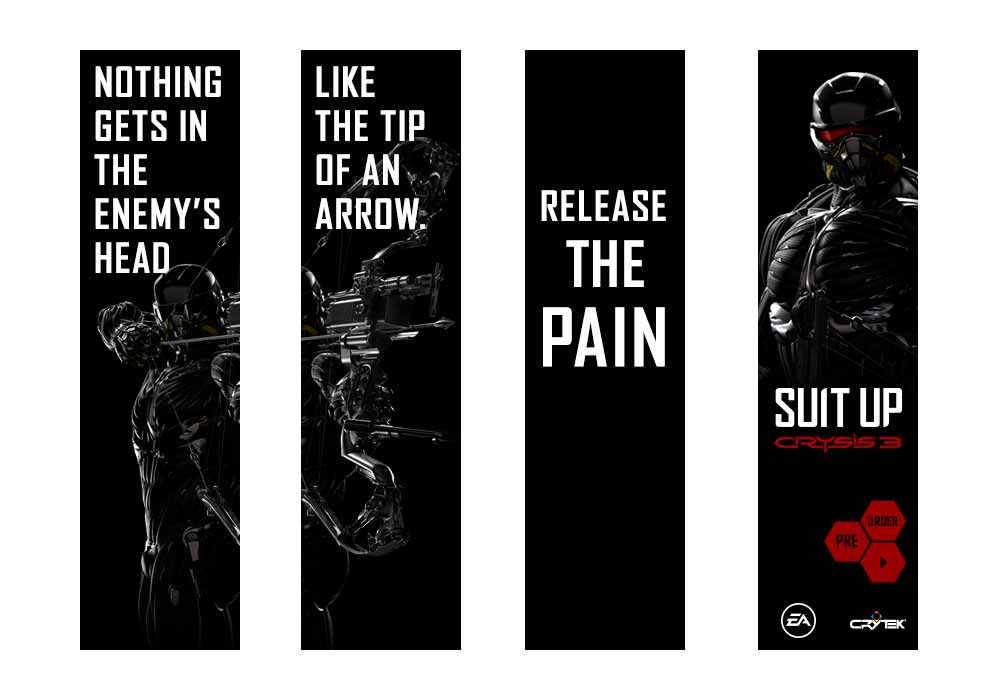 NOTHING
GETS IN
THE
ENEMY'S
HEAD
LIKE
THE TIP
OF AN
ARROW.
RELEASE
THE
PAIN
SUIT UP
CRYSIS 3
ORDER
PRE
EA
CRYTEK